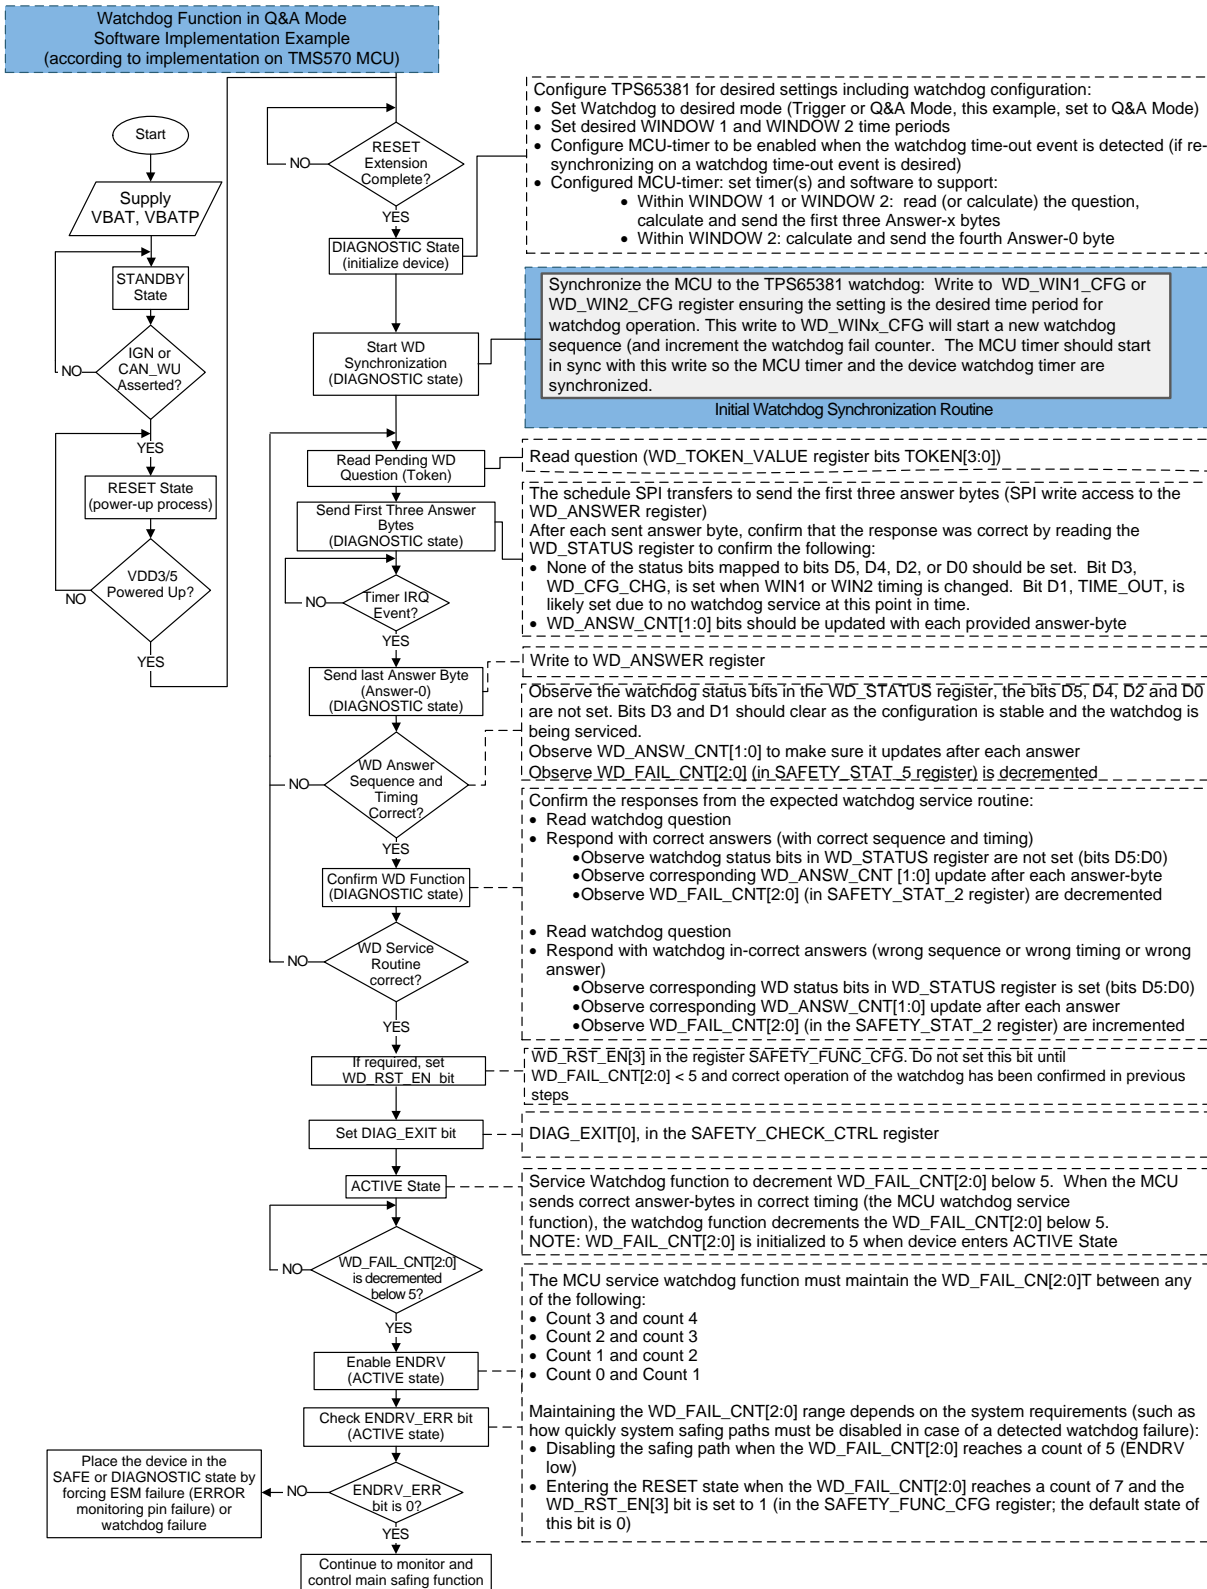 Watchdog Function in Q&A Mode
Software Implementation Example
(according to implementation on TMS570 MCU)
Start
Supply
VBAT, VBATP
STANDBY
State
IGN or
CAN_WU
Asserted?
NO
YES
RESET State
(power-up process)
VDD3/5
Powered Up?
NO
YES
RESET
Extension
Complete?
NO
YES
DIAGNOSTIC State
(initialize device)
Configure TPS65381 for desired settings including watchdog configuration:
• Set Watchdog to desired mode (Trigger or Q&A Mode, this example, set to Q&A Mode)
• Set desired WINDOW 1 and WINDOW 2 time periods
• Configure MCU-timer to be enabled when the watchdog time-out event is detected (if re-
synchronizing on a watchdog time-out event is desired)
• Configured MCU-timer: set timer(s) and software to support:
• Within WINDOW 1 or WINDOW 2: read (or calculate) the question,
calculate and send the first three Answer-x bytes
• Within WINDOW 2: calculate and send the fourth Answer-0 byte
Start WD
Synchronization
(DIAGNOSTIC state)
Synchronize the MCU to the TPS65381 watchdog: Write to WD_WIN1_CFG or
WD_WIN2_CFG register ensuring the setting is the desired time period for
watchdog operation. This write to WD_WINx_CFG will start a new watchdog
sequence (and increment the watchdog fail counter. The MCU timer should start
in sync with this write so the MCU timer and the device watchdog timer are
synchronized.
Initial Watchdog Synchronization Routine
Read Pending WD
Question (Token)
Read question (WD_TOKEN_VALUE register bits TOKEN[3:0])
Send First Three Answer
Bytes
(DIAGNOSTIC state)
The schedule SPI transfers to send the first three answer bytes (SPI write access to the
WD_ANSWER register)
After each sent answer byte, confirm that the response was correct by reading the
WD_STATUS register to confirm the following:
• None of the status bits mapped to bits D5, D4, D2, or D0 should be set. Bit D3,
WD_CFG_CHG, is set when WIN1 or WIN2 timing is changed. Bit D1, TIME_OUT, is
likely set due to no watchdog service at this point in time.
• WD_ANSW_CNT[1:0] bits should be updated with each provided answer-byte
Timer IRQ
Event?
NO
YES
Send last Answer Byte
(Answer-0)
(DIAGNOSTIC state)
Write to WD_ANSWER register
WD Answer
Sequence and
Timing
Correct?
NO
YES
Observe the watchdog status bits in the WD_STATUS register, the bits D5, D4, D2 and D0
are not set. Bits D3 and D1 should clear as the configuration is stable and the watchdog is
being serviced.
Observe WD_ANSW_CNT[1:0] to make sure it updates after each answer
Observe WD_FAIL_CNT[2:0] (in SAFETY_STAT_5 register) is decremented
Confirm WD Function
(DIAGNOSTIC state)
Confirm the responses from the expected watchdog service routine:
• Read watchdog question
• Respond with correct answers (with correct sequence and timing)
•Observe watchdog status bits in WD_STATUS register are not set (bits D5:D0)
•Observe corresponding WD_ANSW_CNT [1:0] update after each answer-byte
•Observe WD_FAIL_CNT[2:0] (in SAFETY_STAT_2 register) are decremented
• Read watchdog question
• Respond with watchdog in-correct answers (wrong sequence or wrong timing or wrong
answer)
•Observe corresponding WD status bits in WD_STATUS register is set (bits D5:D0)
•Observe corresponding WD_ANSW_CNT[1:0] update after each answer
•Observe WD_FAIL_CNT[2:0] (in the SAFETY_STAT_2 register) are incremented
WD Service
Routine
correct?
NO
YES
If required, set
WD_RST_EN bit
WD_RST_EN[3] in the register SAFETY_FUNC_CFG. Do not set this bit until
WD_FAIL_CNT[2:0] < 5 and correct operation of the watchdog has been confirmed in previous
steps
Set DIAG_EXIT bit
DIAG_EXIT[0], in the SAFETY_CHECK_CTRL register
ACTIVE State
Service Watchdog function to decrement WD_FAIL_CNT[2:0] below 5. When the MCU
sends correct answer-bytes in correct timing (the MCU watchdog service
function), the watchdog function decrements the WD_FAIL_CNT[2:0] below 5.
NOTE: WD_FAIL_CNT[2:0] is initialized to 5 when device enters ACTIVE State
WD_FAIL_CNT[2:0]
is decremented
below 5?
NO
YES
Enable ENDRV
(ACTIVE state)
The MCU service watchdog function must maintain the WD_FAIL_CN[2:0]T between any
of the following:
• Count 3 and count 4
• Count 2 and count 3
• Count 1 and count 2
• Count 0 and Count 1
Check ENDRV_ERR bit
(ACTIVE state)
Maintaining the WD_FAIL_CNT[2:0] range depends on the system requirements (such as
how quickly system safing paths must be disabled in case of a detected watchdog failure):
• Disabling the safing path when the WD_FAIL_CNT[2:0] reaches a count of 5 (ENDRV
low)
• Entering the RESET state when the WD_FAIL_CNT[2:0] reaches a count of 7 and the
WD_RST_EN[3] bit is set to 1 (in the SAFETY_FUNC_CFG register; the default state of
this bit is 0)
ENDRV_ERR
bit is 0?
NO
Place the device in the
SAFE or DIAGNOSTIC state by
forcing ESM failure (ERROR
monitoring pin failure) or
watchdog failure
YES
Continue to monitor and
control main safing function